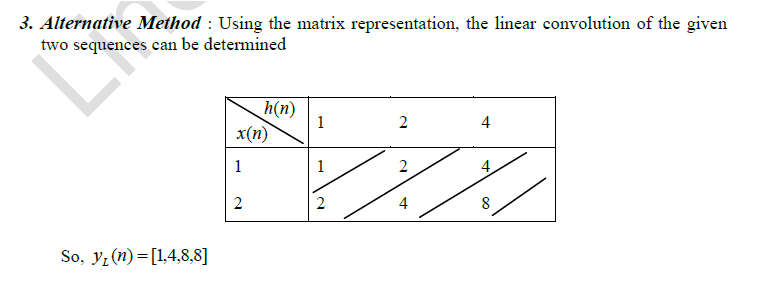 3. Alternative Method : Using the matrix representation, the linear convolution of the given
two sequences can be determined
h(n)
x(n)
1 2 4
1 1 2 4
2 2 4 8
So, y_L(n) = [1,4,8,8]